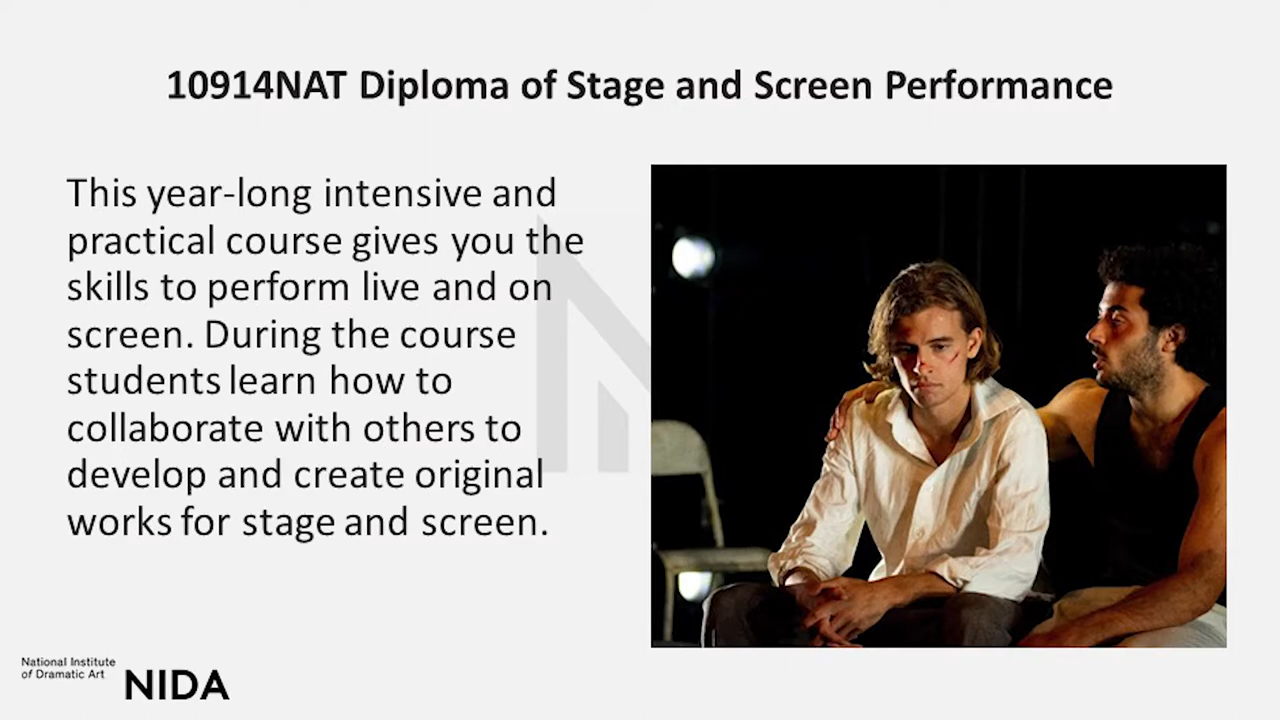 10914NAT Diploma of Stage and Screen Performance
This year-long intensive and
practical course gives you the
skills to perform live and on
screen. During the course
students learn how to
collaborate with others to
develop and create original
works for stage and screen.
National Institute
of Dramatic Art
NIDA